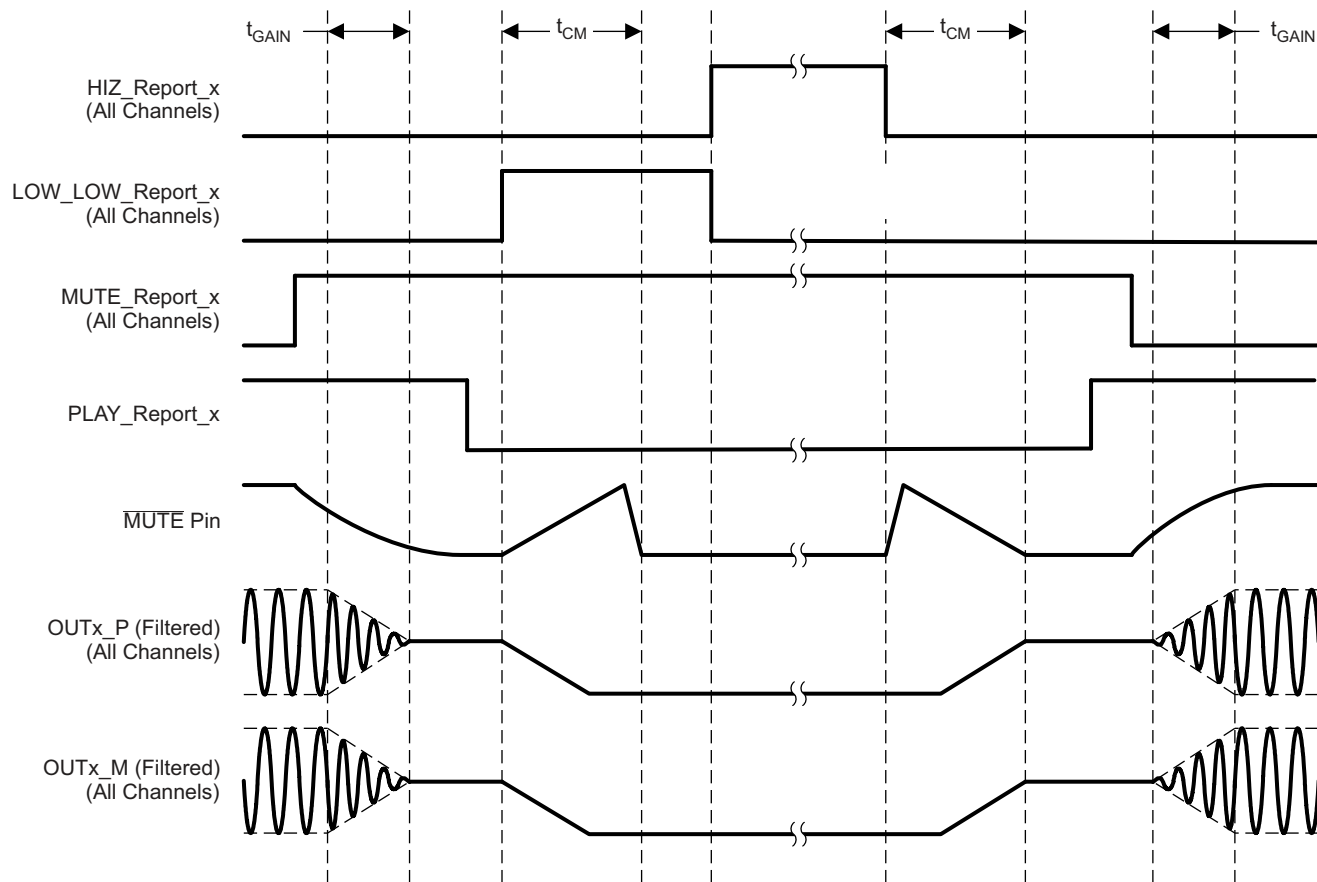 tGAIN
tCM
tCM
tGAIN
HIZ_Report_x
(All Channels)
LOW_LOW_Report_x
(All Channels)
MUTE_Report_x
(All Channels)
PLAY_Report_x
MUTE Pin
OUTx_P (Filtered)
(All Channels)
OUTx_M (Filtered)
(All Channels)